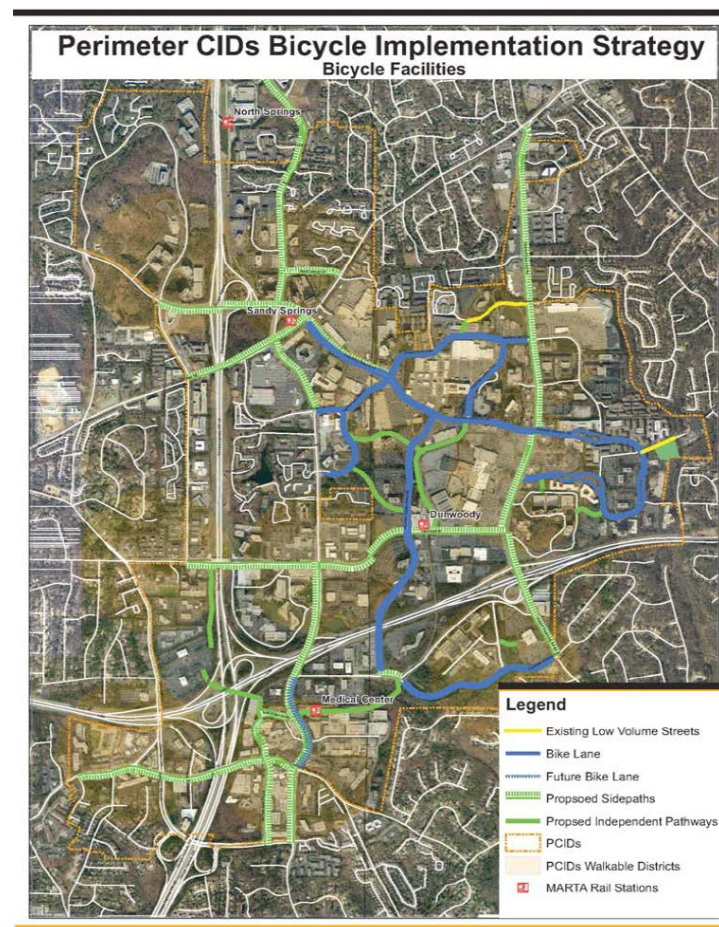 Perimeter CIDs Bicycle Implementation Strategy
Bicycle Facilities
North Springs
Sandy Springs
Dunwoody
Medical Center
Legend
Existing Low Volume Streets
Bike Lane
Future Bike Lane
Propsoed Sidepaths
Propsed Independent Pathways
PCIDs
PCIDs Walkable Districts
MARTA Rail Stations